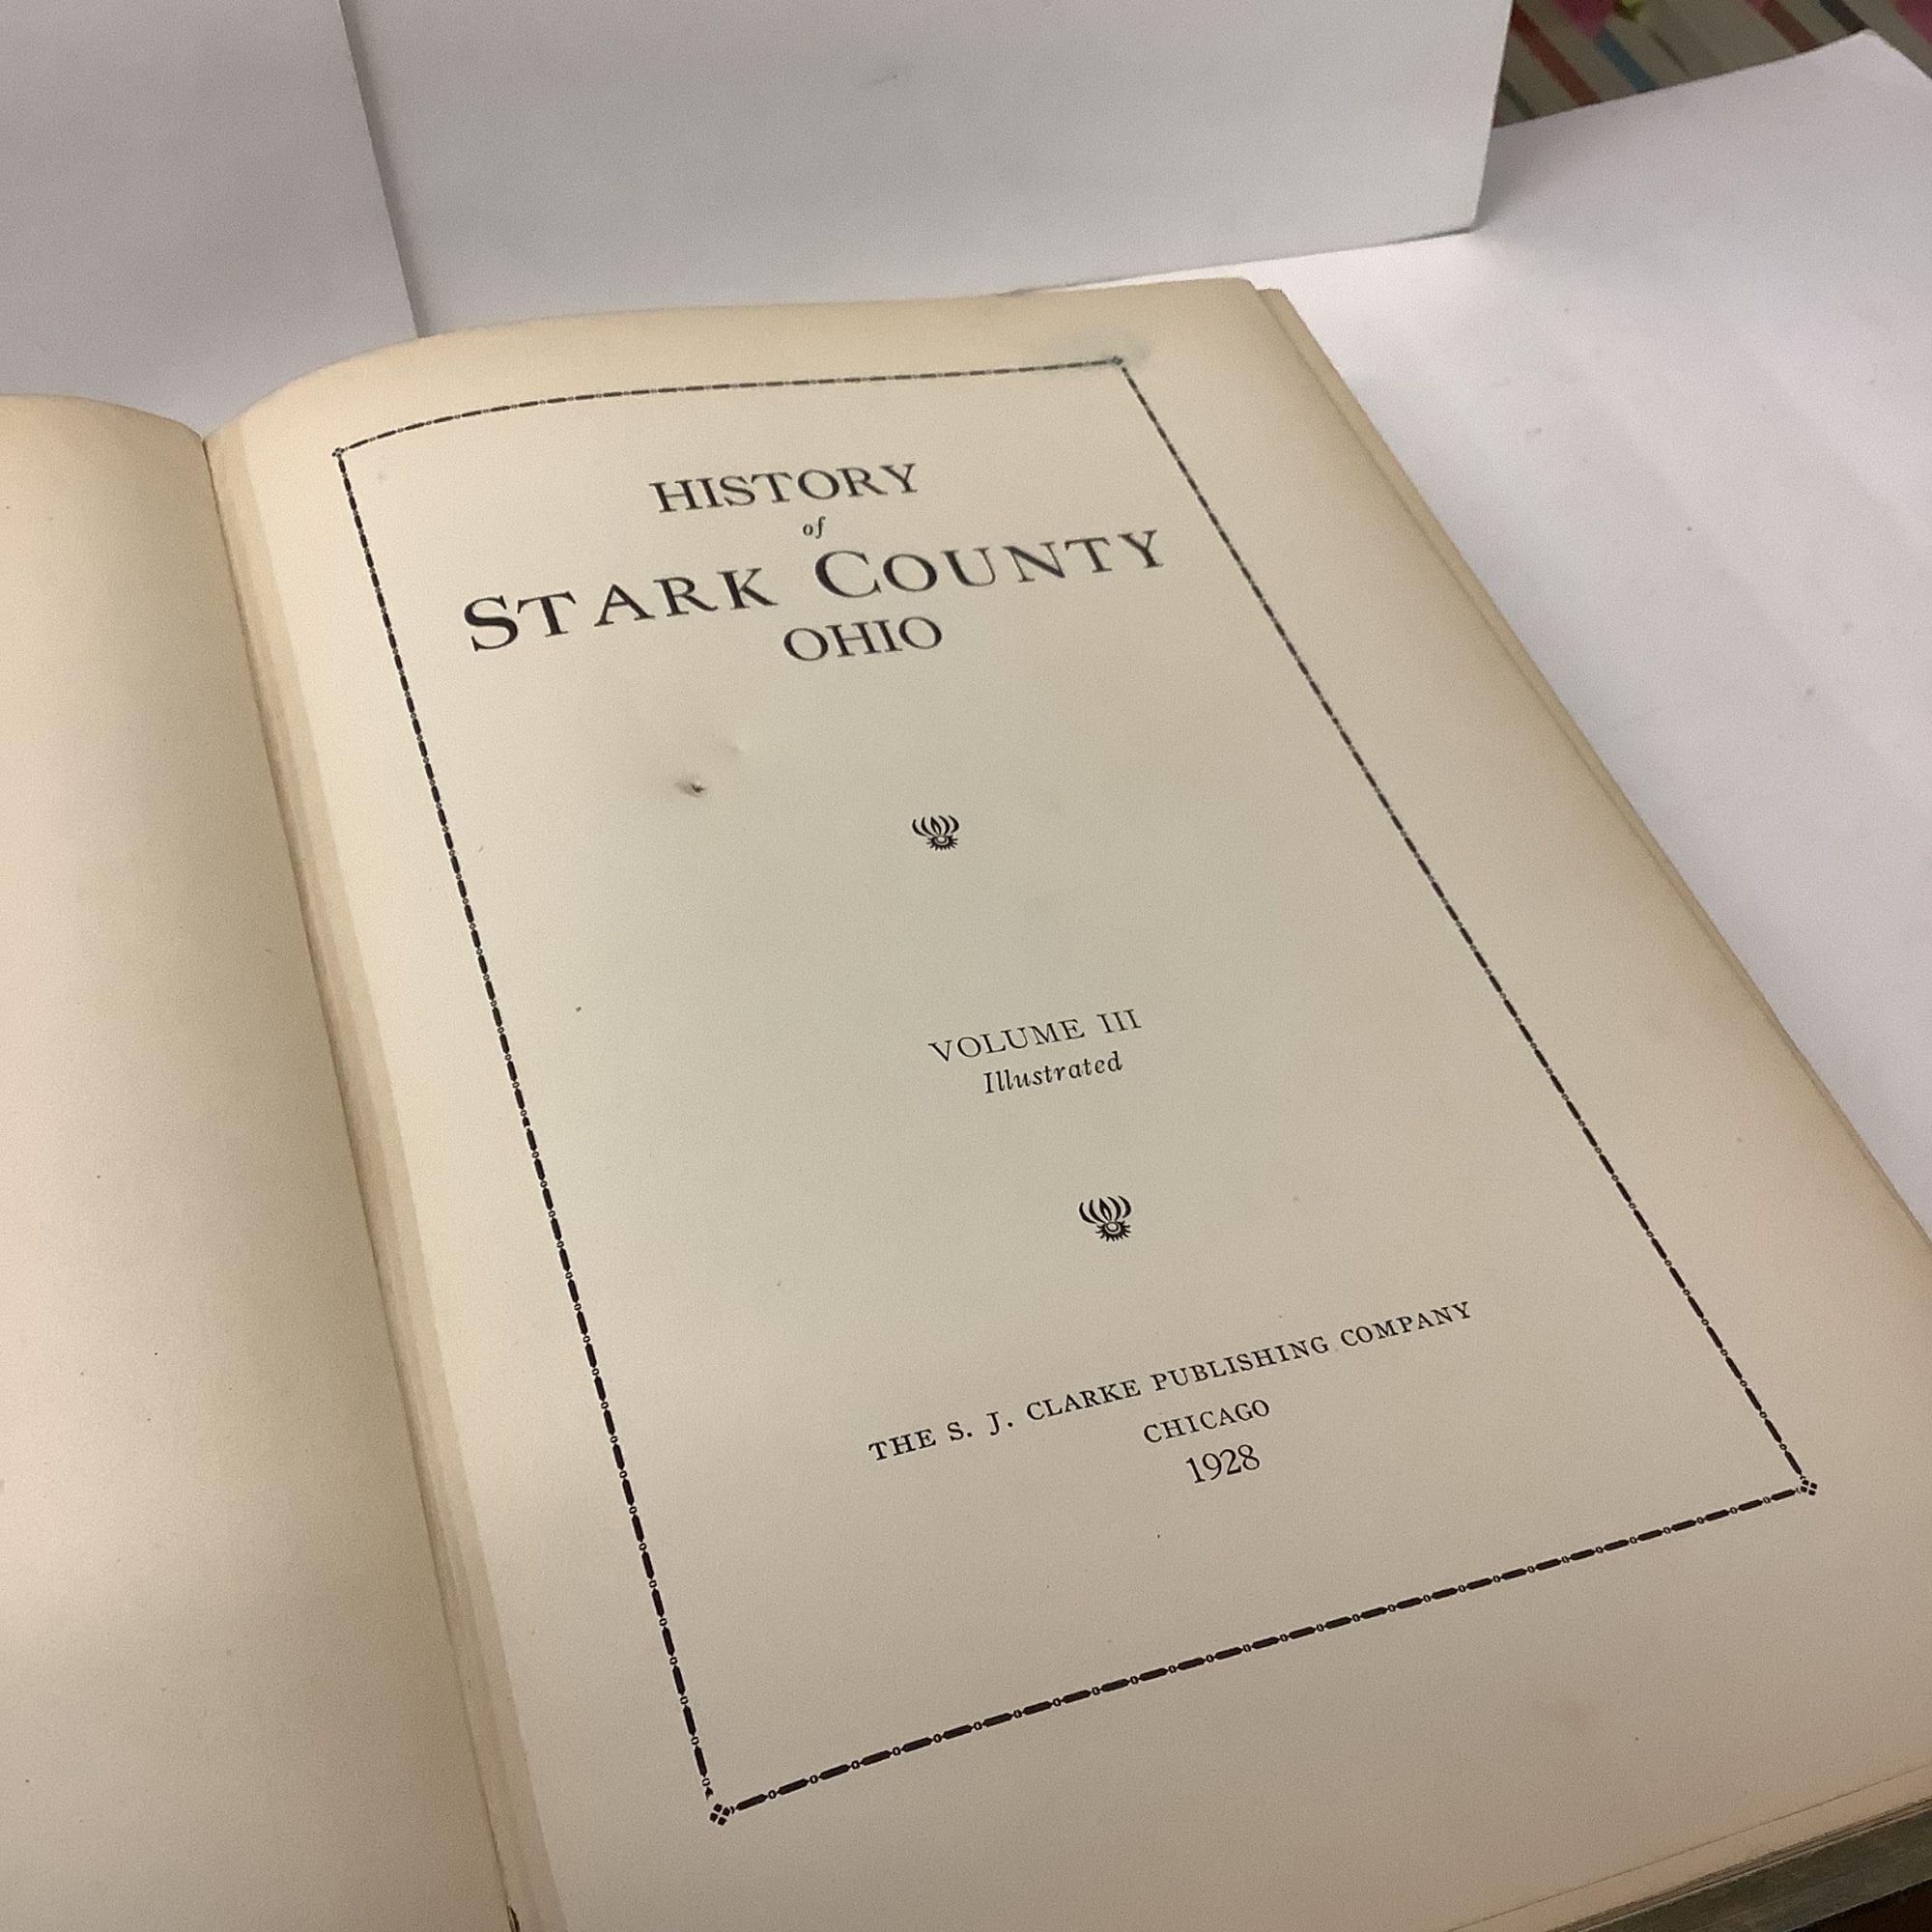 HISTORY
of
STARK COUNTY
OHIO
VOLUME III
Illustrated
THE S. J. CLARKE PUBLISHING COMPANY
CHICAGO
1928